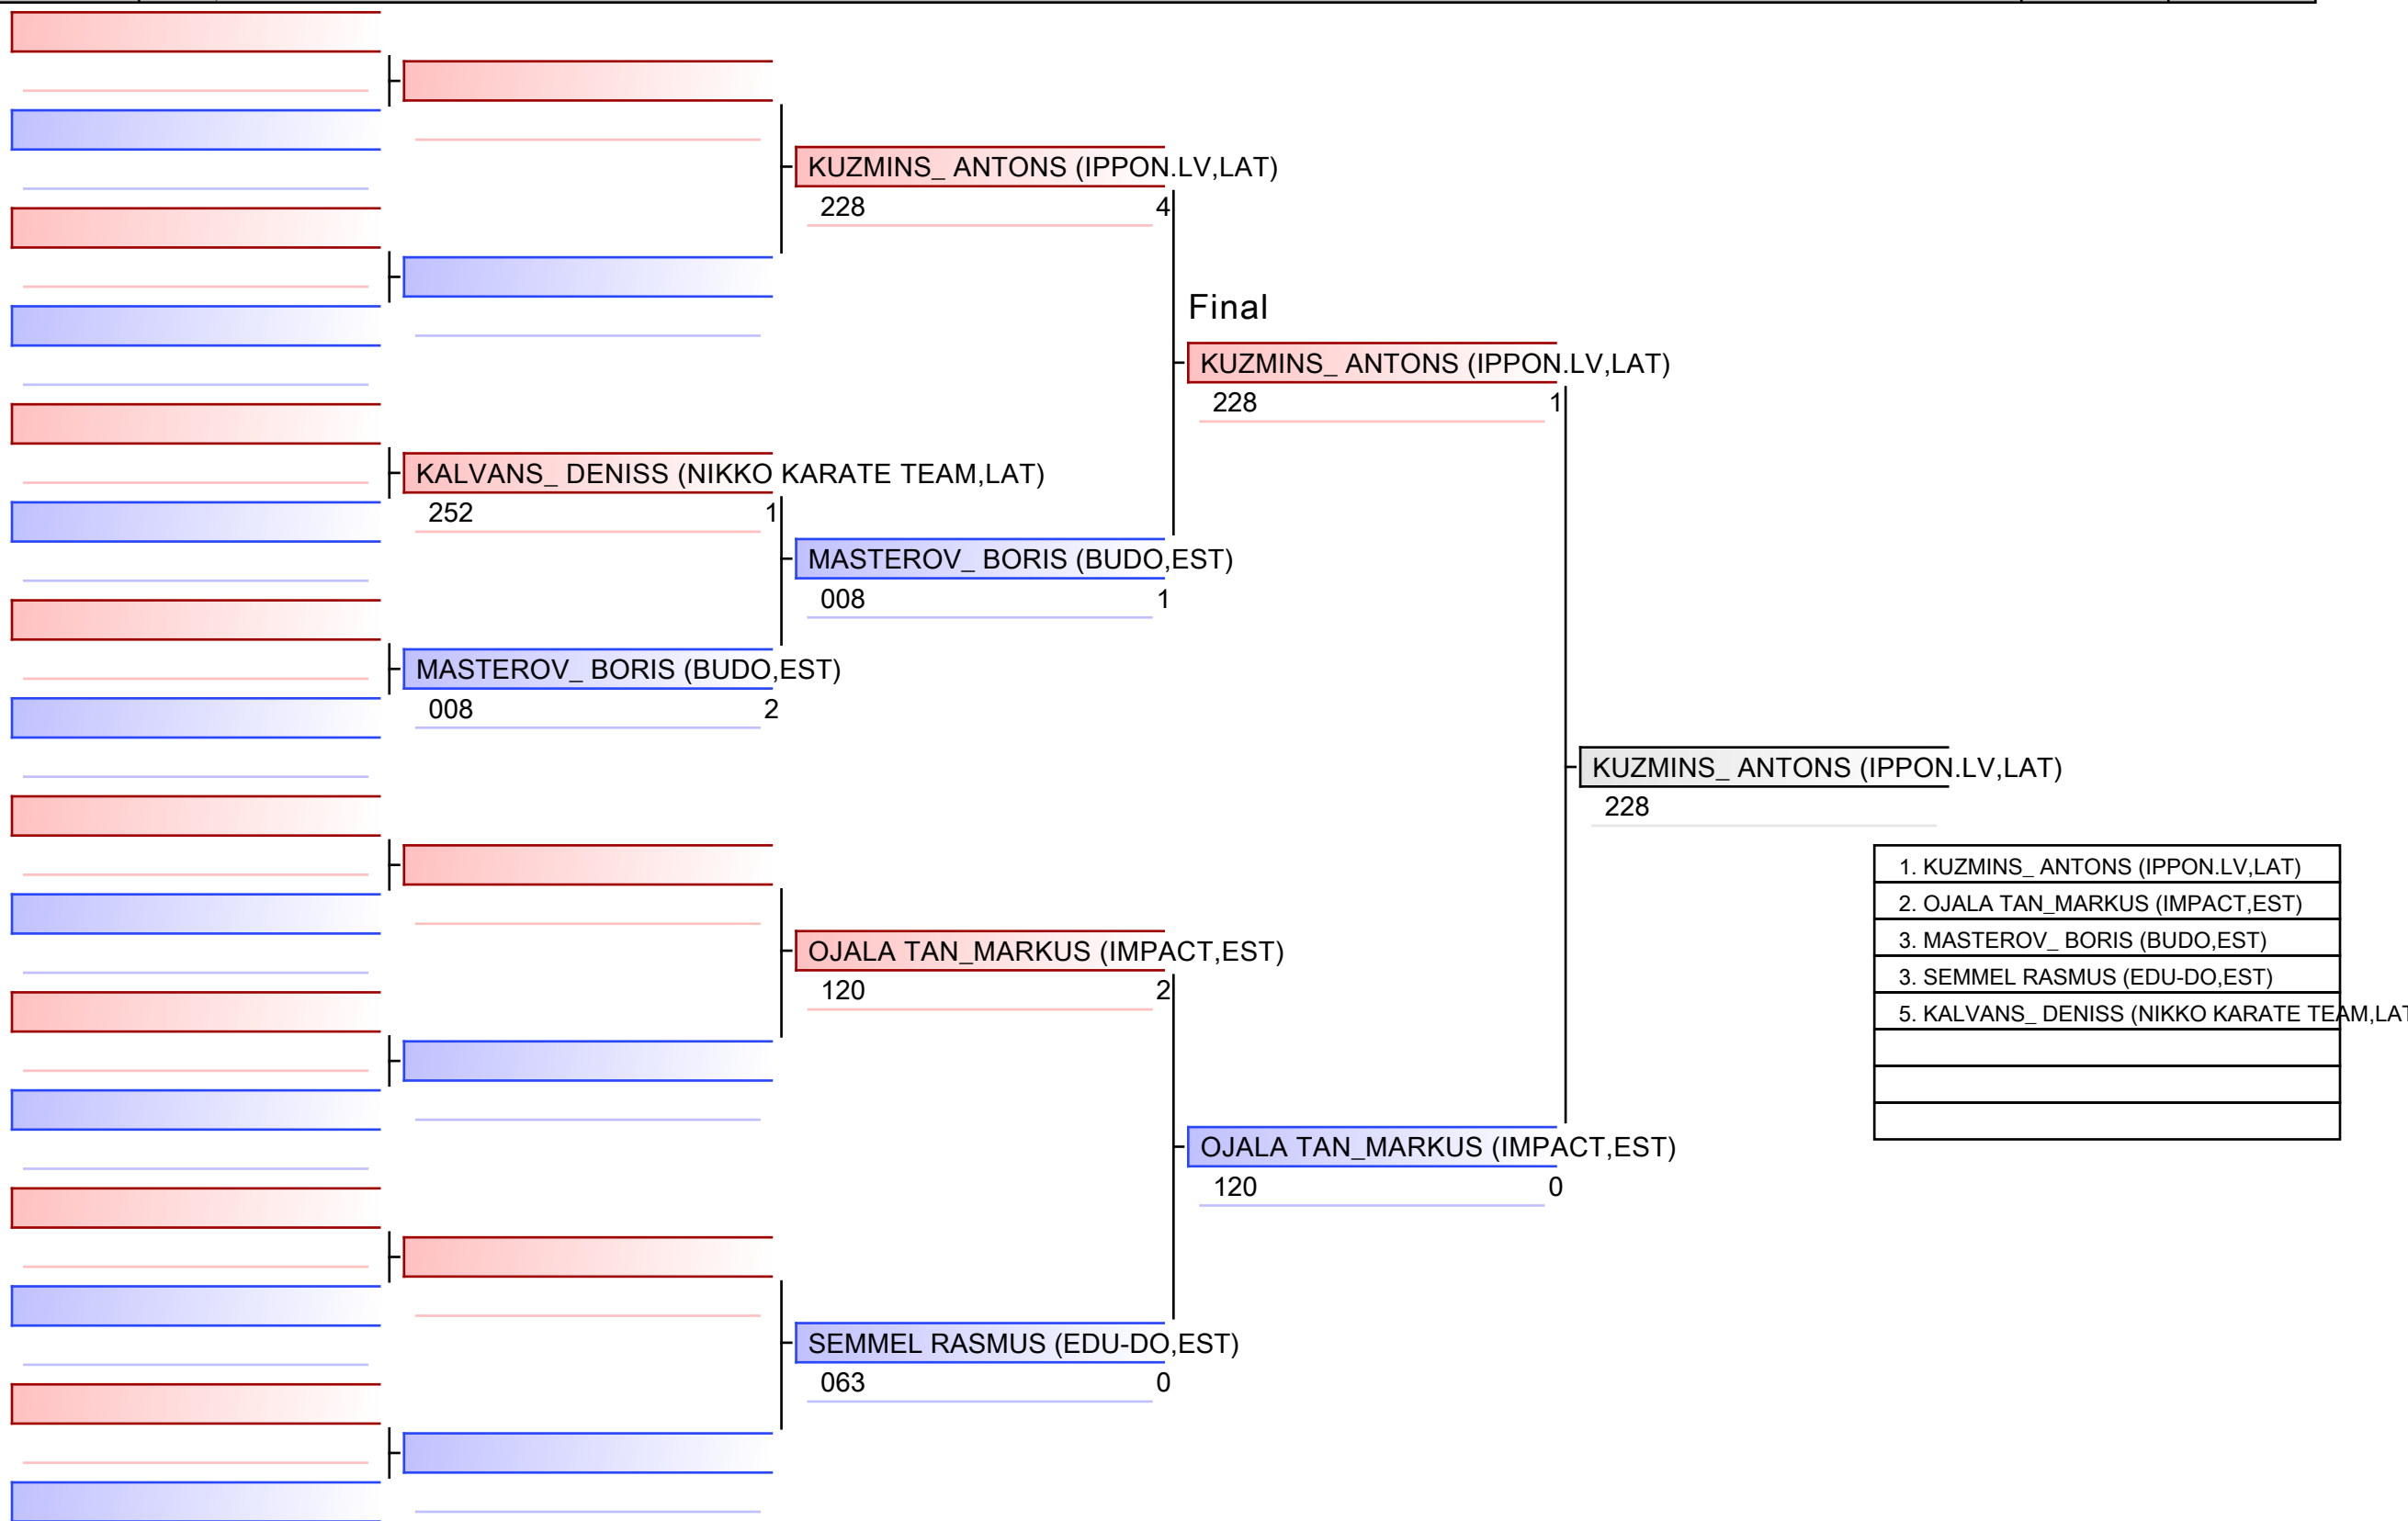 KUZMINS_ ANTONS (IPPON.LV,LAT)
228 4
Final
KUZMINS_ ANTONS (IPPON.LV,LAT)
228 1
KALVANS_ DENISS (NIKKO KARATE TEAM,LAT)
252 1
MASTEROV_ BORIS (BUDO,EST)
008 1
MASTEROV_ BORIS (BUDO,EST)
008 2
KUZMINS_ ANTONS (IPPON.LV,LAT)
228
1. KUZMINS_ ANTONS (IPPON.LV,LAT)
2. OJALA TAN_MARKUS (IMPACT,EST)
3. MASTEROV_ BORIS (BUDO,EST)
3. SEMMEL RASMUS (EDU-DO,EST)
5. KALVANS_ DENISS (NIKKO KARATE TEAM,LAT
OJALA TAN_MARKUS (IMPACT,EST)
120 2
OJALA TAN_MARKUS (IMPACT,EST)
120 0
SEMMEL RASMUS (EDU-DO,EST)
063 0